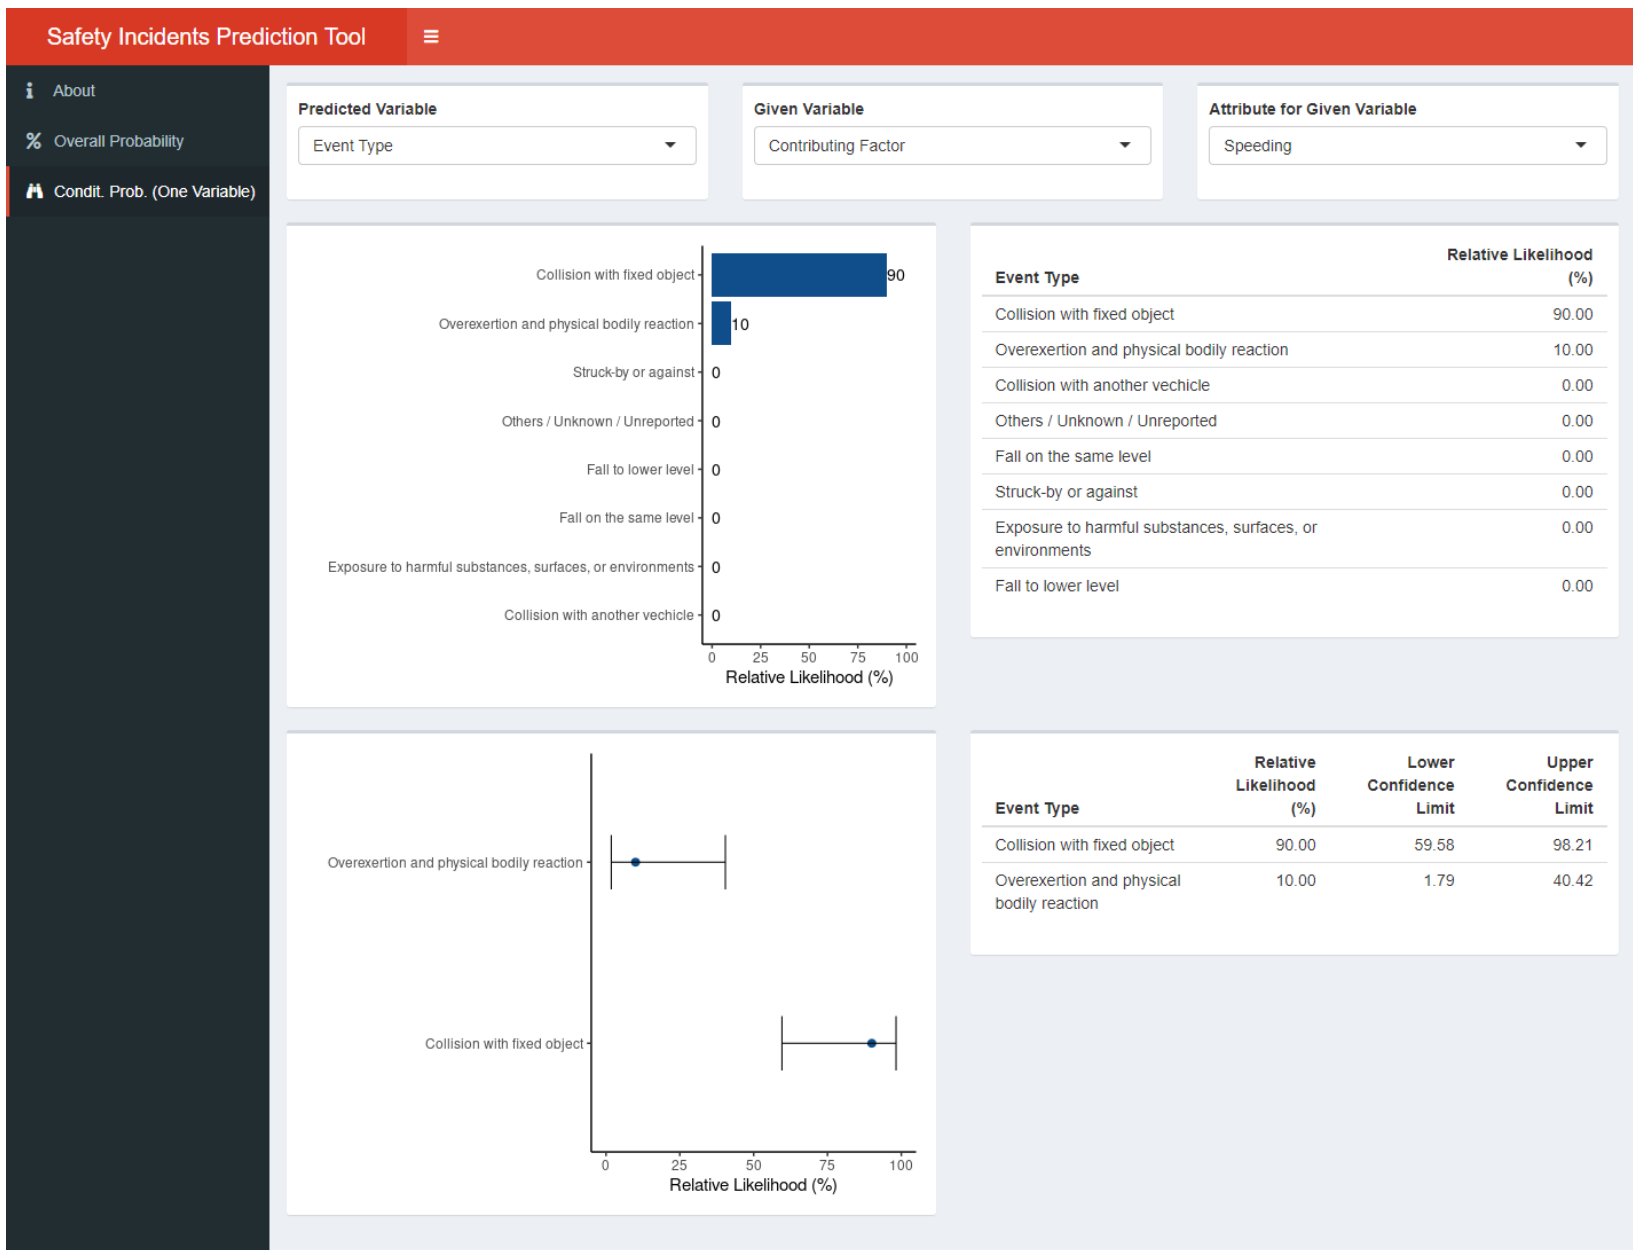 Safety Incidents Prediction Tool
About
Overall Probability
Condit. Prob. (One Variable)
Predicted Variable
Event Type
Given Variable
Contributing Factor
Attribute for Given Variable
Speeding
Collision with fixed object 90
Overexertion and physical bodily reaction 10
Struck-by or against 0
Others / Unknown / Unreported 0
Fall to lower level 0
Fall on the same level 0
Exposure to harmful substances, surfaces, or environments 0
Collision with another vechicle 0
0 25 50 75 100
Relative Likelihood (%)
Relative Likelihood
Event Type (%)
Collision with fixed object 90.00
Overexertion and physical bodily reaction 10.00
Collision with another vechicle 0.00
Others / Unknown / Unreported 0.00
Fall on the same level 0.00
Struck-by or against 0.00
Exposure to harmful substances, surfaces, or 0.00
environments
Fall to lower level 0.00
Overexertion and physical bodily reaction
Collision with fixed object
0 25 50 75 100
Relative Likelihood (%)
Relative Lower Upper
Likelihood Confidence Confidence
Event Type (%) Limit Limit
Collision with fixed object 90.00 59.58 98.21
Overexertion and physical 10.00 1.79 40.42
bodily reaction